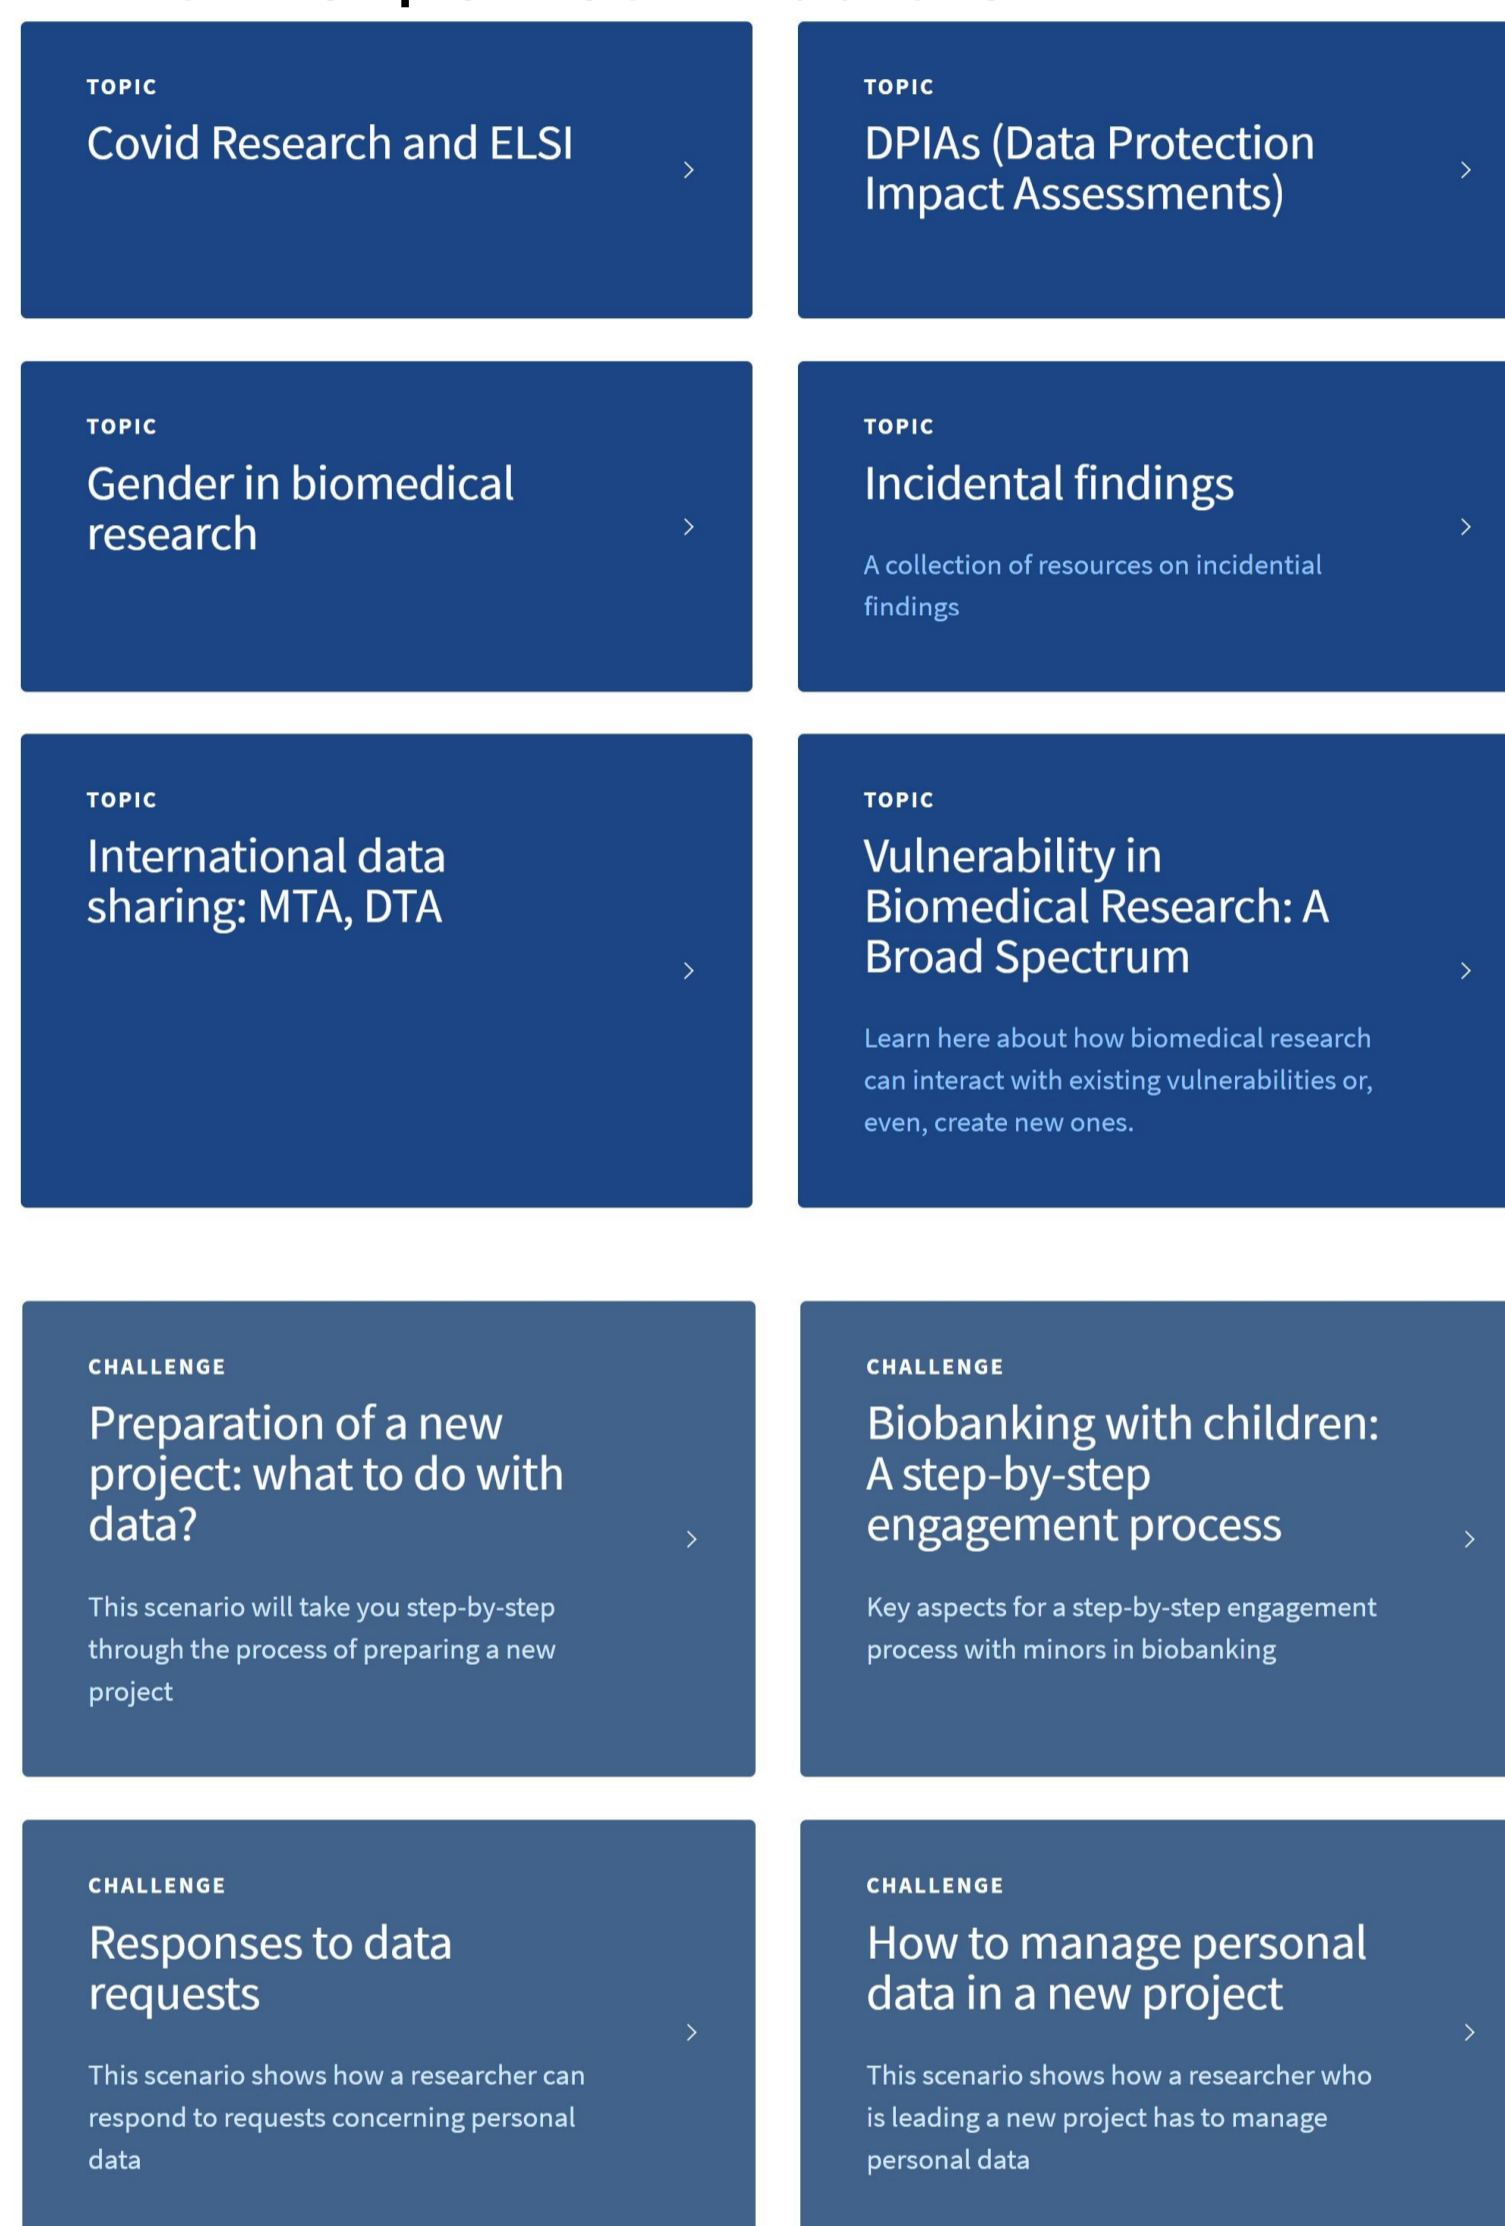 TOPIC
Covid Research and ELSI
TOPIC
DPIAs (Data Protection
Impact Assessments)
TOPIC
Gender in biomedical
research
TOPIC
Incidental findings
A collection of resources on incidential
findings
TOPIC
International data
sharing: MTA, DTA
TOPIC
Vulnerability in
Biomedical Research: A
Broad Spectrum
Learn here about how biomedical research
can interact with existing vulnerabilities or,
even, create new ones.
CHALLENGE
Preparation of a new
project: what to do with
data?
This scenario will take you step-by-step
through the process of preparing a new
project
CHALLENGE
Biobanking with children:
A step-by-step
engagement process
Key aspects for a step-by-step engagement
process with minors in biobanking
CHALLENGE
Responses to data
requests
This scenario shows how a researcher can
respond to requests concerning personal
data
CHALLENGE
How to manage personal
data in a new project
This scenario shows how a researcher who
is leading a new project has to manage
personal data